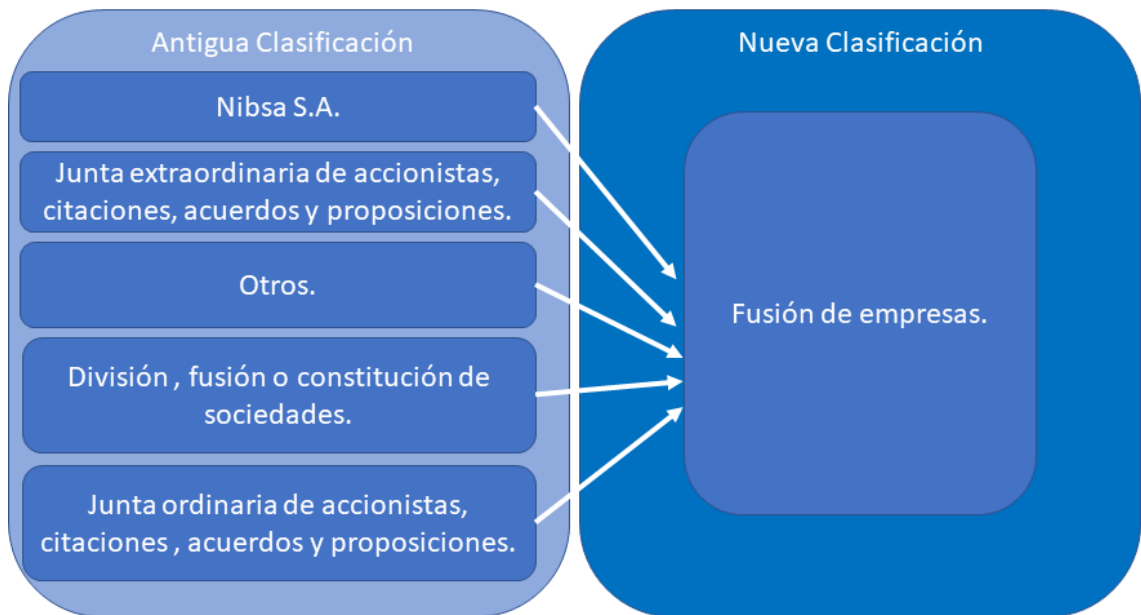 Antigua Clasificación
Nibsa S.A.
Junta extraordinaria de accionistas,
citaciones, acuerdos y proposiciones.
Otros.
División , fusión o constitución de
sociedades.
Junta ordinaria de accionistas,
citaciones , acuerdos y proposiciones.
Nueva Clasificación
Fusión de empresas.